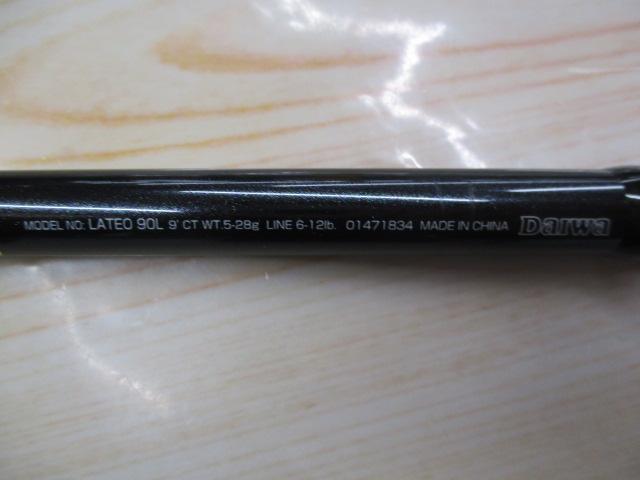 MODEL NO: LATEO 90L 9' CT WT.5-28g LINE 6-12lb. 01471834 MADE IN CHINA Daiwa